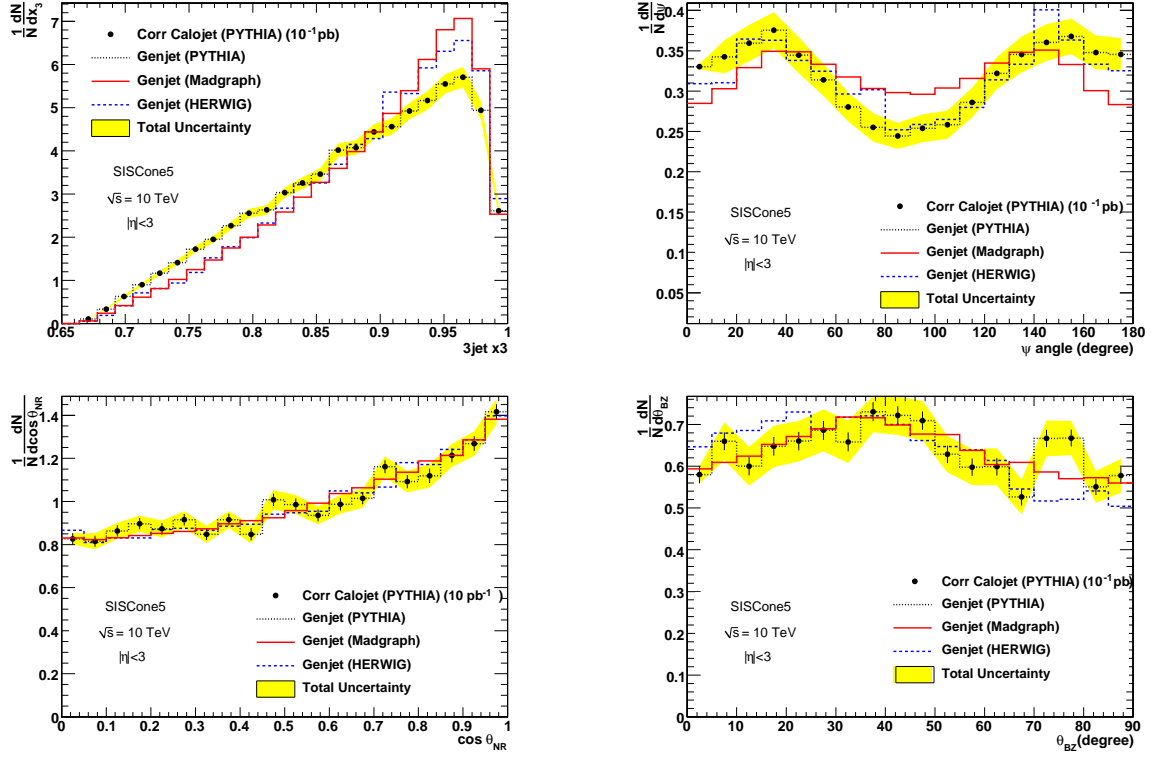 1/N dN/dx₃
7
6
5
4
3
2
1
0
Corr Calojet (PYTHIA) (10⁻¹pb)
Genjet (PYTHIA)
Genjet (Madgraph)
Genjet (HERWIG)
Total Uncertainty
SISCone5
√s = 10 TeV
|η|<3
0.65 0.7 0.75 0.8 0.85 0.9 0.95 1
3jet x3
1/N dN/dψ
0.4
0.35
0.3
0.25
0.2
0.15
0.1
0.05
0
SISCone5
√s = 10 TeV
|η|<3
Corr Calojet (PYTHIA) (10⁻¹pb)
Genjet (PYTHIA)
Genjet (Madgraph)
Genjet (HERWIG)
Total Uncertainty
0 20 40 60 80 100 120 140 160 180
ψ angle (degree)
1/N dN/dcosθ_NR
1.4
1.2
1
0.8
0.6
0.4
0.2
0
SISCone5
√s = 10 TeV
|η|<3
Corr Calojet (PYTHIA) (10 pb⁻¹ )
Genjet (PYTHIA)
Genjet (Madgraph)
Genjet (HERWIG)
Total Uncertainty
0 0.1 0.2 0.3 0.4 0.5 0.6 0.7 0.8 0.9 1
cos θ_NR
1/N dN/dθ_BZ
0.7
0.6
0.5
0.4
0.3
0.2
0.1
0
SISCone5
√s = 10 TeV
|η|<3
Corr Calojet (PYTHIA) (10⁻¹pb)
Genjet (PYTHIA)
Genjet (Madgraph)
Genjet (HERWIG)
Total Uncertainty
0 10 20 30 40 50 60 70 80 90
θ_BZ(degree)